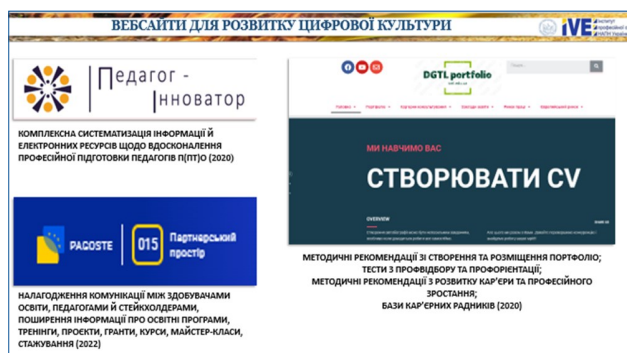 ВЕБСАЙТИ ДЛЯ РОЗВИТКУ ЦИФРОВОЇ КУЛЬТУРИ
IVE
Педагог -
Інноватор
КОМПЛЕКСНА СИСТЕМАТИЗАЦІЯ ІНФОРМАЦІЇ Й
ЕЛЕКТРОННИХ РЕСУРСІВ ЩОДО ВДОСКОНАЛЕННЯ
ПРОФЕСІЙНОЇ ПІДГОТОВКИ ПЕДАГОГІВ П(ПТ)О (2020)
PAGOSTE
015
Партнерський
простір
НАЛАГОДЖЕННЯ КОМУНІКАЦІЇ МІЖ ЗДОБУВАЧАМИ
ОСВІТИ, ПЕДАГОГАМИ Й СТЕЙКХОЛДЕРАМИ,
ПОШИРЕННЯ ІНФОРМАЦІЇ ПРО ОСВІТНІ ПРОГРАМИ,
ТРЕНІНГИ, ПРОЄКТИ, ГРАНТИ, КУРСИ, МАЙСТЕР-КЛАСИ,
СТАЖУВАННЯ (2022)
DGTL portfolio
МИ НАВЧИМО ВАС
СТВОРЮВАТИ CV
OVERVIEW
МЕТОДИЧНІ РЕКОМЕНДАЦІЇ ЗІ СТВОРЕННЯ ТА РОЗМІЩЕННЯ ПОРТФОЛІО;
ТЕСТИ З ПРОФВІДБОРУ ТА ПРОФОРІЄНТАЦІЇ;
МЕТОДИЧНІ РЕКОМЕНДАЦІЇ З РОЗВИТКУ КАР'ЄРИ ТА ПРОФЕСІЙНОГО
ЗРОСТАННЯ;
БАЗИ КАР'ЄРНИХ РАДНИКІВ (2020)